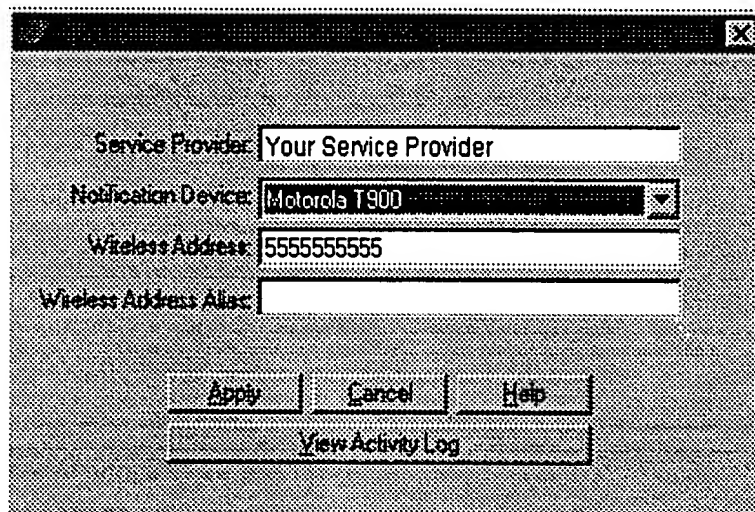 Service Provider: Your Service Provider
Notification Device: Motorola T900
Wireless Address: 5555555555
Wireless Address Alias:
Apply Cancel Help
View Activity Log